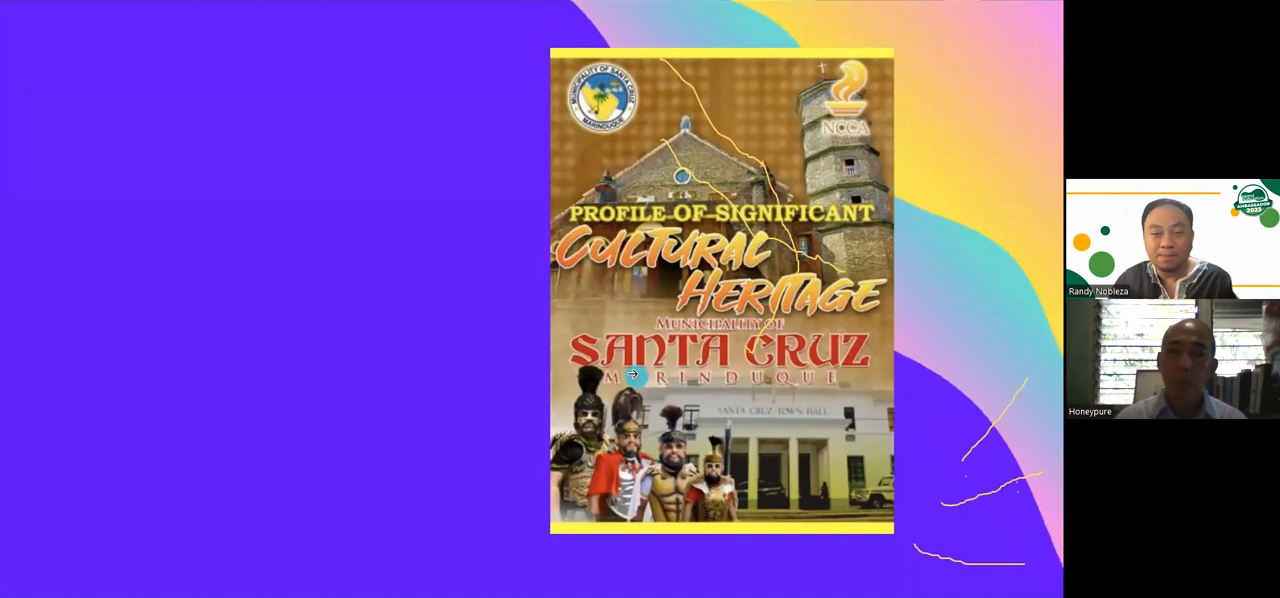 MUNICIPALITY OF SANTA CRUZ
MARINDUQUE
NCCA
PROFILE OF SIGNIFICANT
CULTURAL
HERITAGE
MUNICIPALITY OF
SANTA CRUZ
M RINDUQUE
SANTA CRUZ TOWN HALL
AMBASSADOR
2023
Randy Nobleza
Honeypure